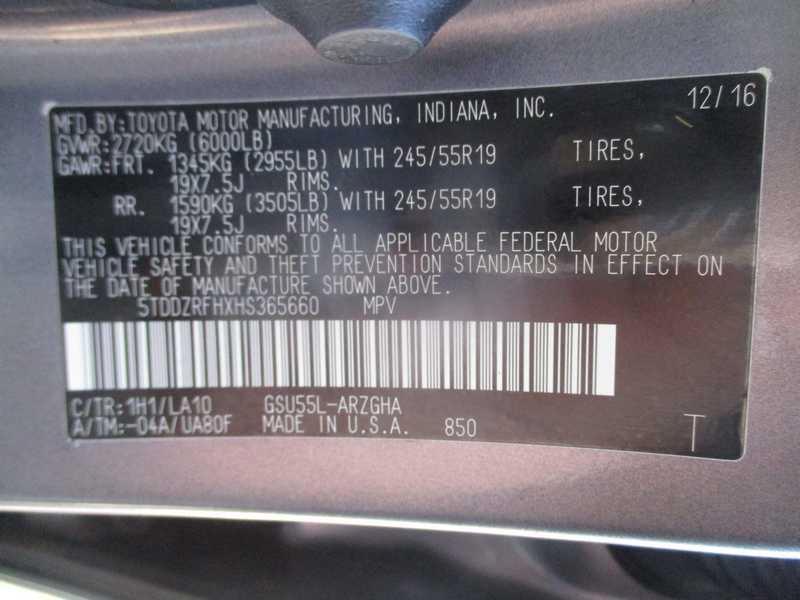 MFD.BY:TOYOTA MOTOR MANUFACTURING, INDIANA, INC. 12/16
GVWR:2720KG (6000LB)
GAWR:FRT. 1345KG (2955LB) WITH 245/55R19 TIRES,
19X7.5J RIMS.
RR. 1590KG (3505LB) WITH 245/55R19 TIRES,
19X7.5J RIMS.
THIS VEHICLE CONFORMS TO ALL APPLICABLE FEDERAL MOTOR
VEHICLE SAFETY AND THEFT PREVENTION STANDARDS IN EFFECT ON
THE DATE OF MANUFACTURE SHOWN ABOVE.
5TDDZRFHXHS365660 MPV
C/TR:1H1/LA10 GSU55L-ARZGHA
A/TM:-04A/UA80F MADE IN U.S.A. 850 T